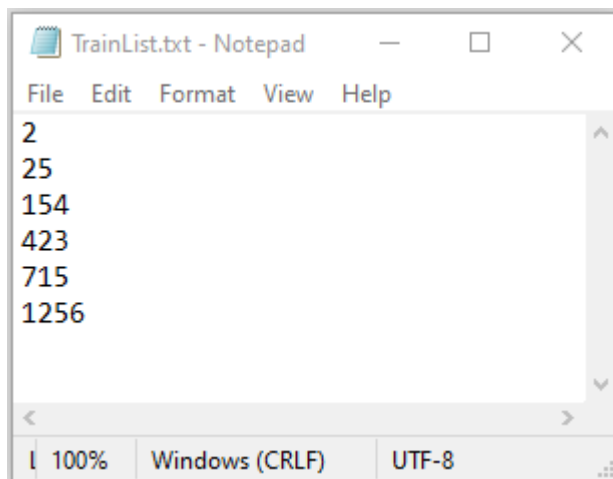 TrainList.txt - Notepad
File Edit Format View Help
2
25
154
423
715
1256
100% Windows (CRLF) UTF-8